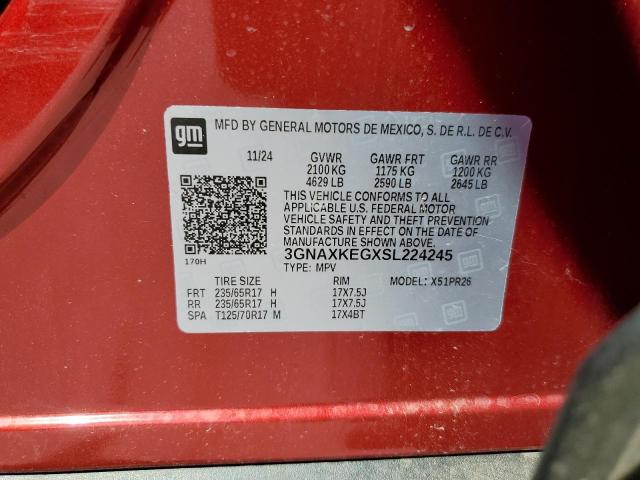 gm MFD BY GENERAL MOTORS DE MEXICO, S. DE R.L. DE C.V.
11/24 GVWR GAWR FRT GAWR RR
2100 KG 1175 KG 1200 KG
4629 LB 2590 LB 2645 LB
THIS VEHICLE CONFORMS TO ALL
APPLICABLE U.S. FEDERAL MOTOR
VEHICLE SAFETY AND THEFT PREVENTION
STANDARDS IN EFFECT ON THE DATE OF
MANUFACTURE SHOWN ABOVE.
170H 3GNAXKEGXSL224245
TYPE: MPV
TIRE SIZE RIM MODEL: X51PR26
FRT 235/65R17 H 17X7.5J
RR 235/65R17 H 17X7.5J
SPA T125/70R17 M 17X4BT